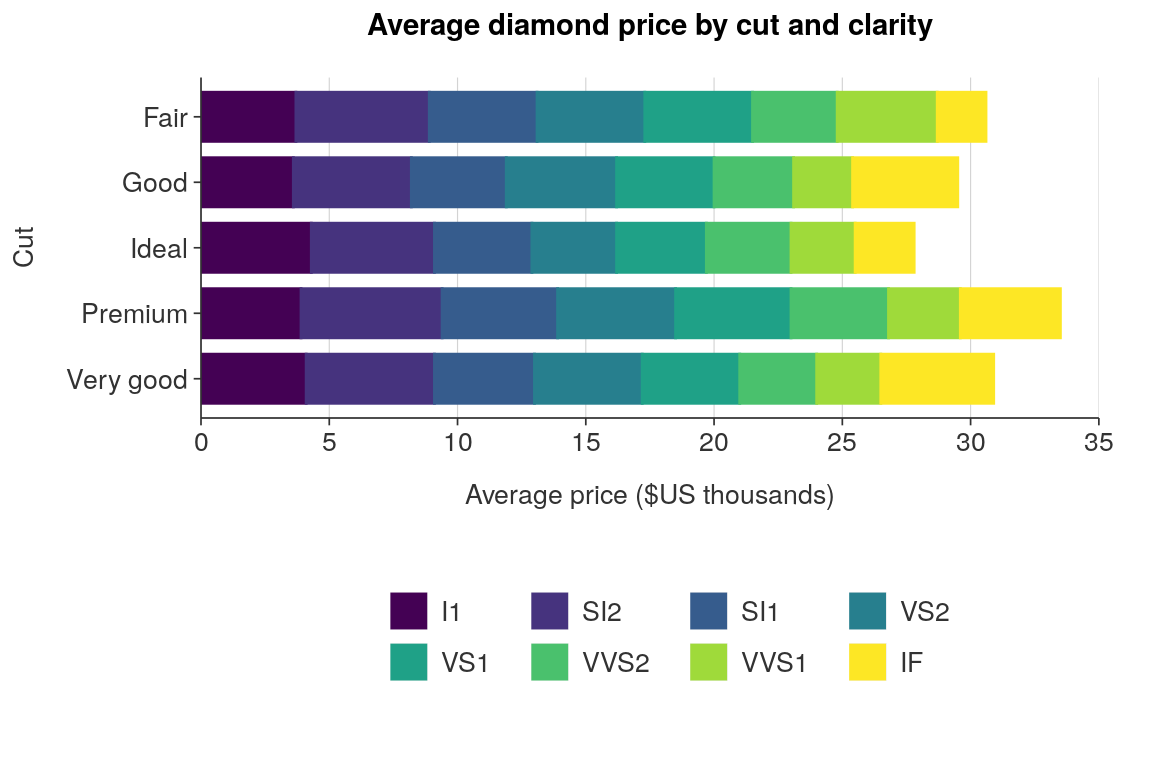 Average diamond price by cut and clarity
Cut
Fair
Good
Ideal
Premium
Very good
0 5 10 15 20 25 30 35
Average price ($US thousands)
I1 SI2 SI1 VS2
VS1 VVS2 VVS1 IF